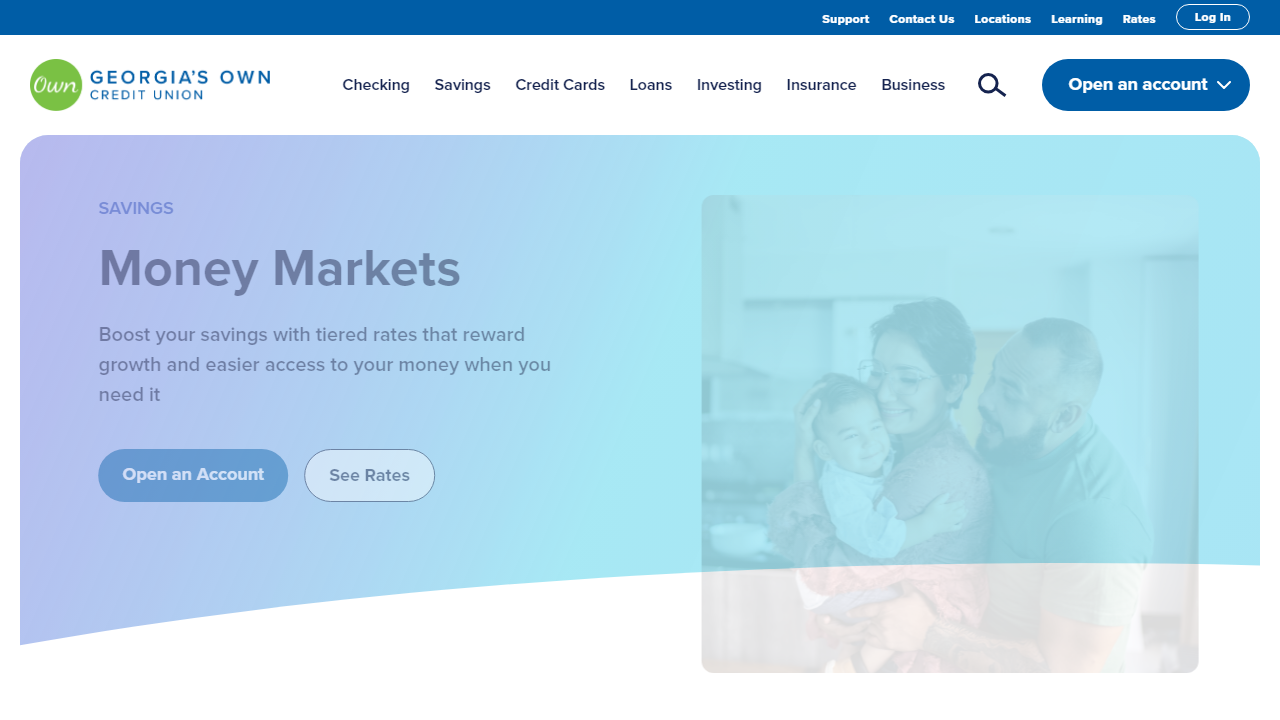 Support Contact Us Locations Learning Rates Log In
Own GEORGIA'S OWN
CREDIT UNION
Checking Savings Credit Cards Loans Investing Insurance Business
Open an account
SAVINGS
Money Markets
Boost your savings with tiered rates that reward
growth and easier access to your money when you
need it
Open an Account See Rates